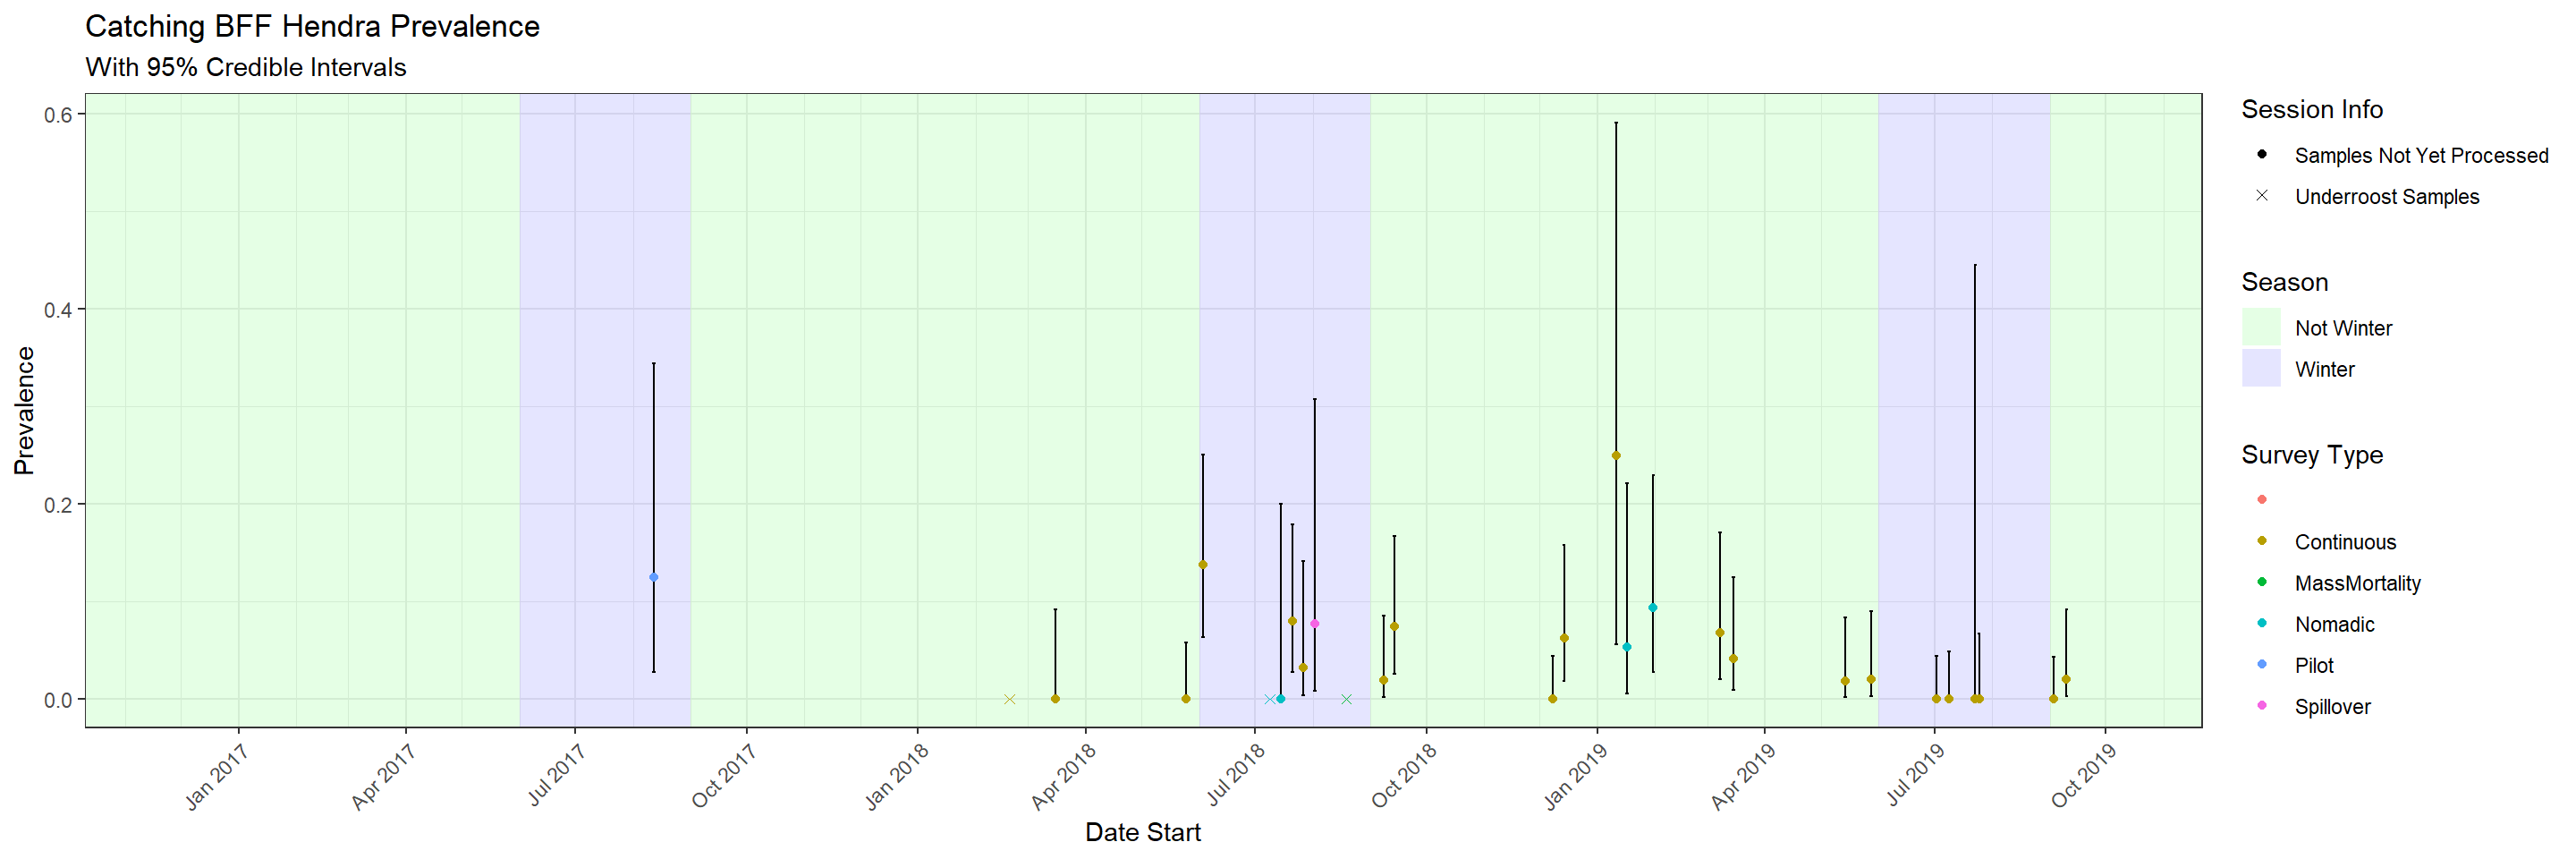 Catching BFF Hendra Prevalence
With 95% Credible Intervals
Prevalence
0.6
0.4
0.2
0.0
Jan 2017
Apr 2017
Jul 2017
Oct 2017
Jan 2018
Apr 2018
Jul 2018
Oct 2018
Jan 2019
Apr 2019
Jul 2019
Oct 2019
Date Start
Session Info
Samples Not Yet Processed
Underroost Samples
Season
Not Winter
Winter
Survey Type
Continuous
MassMortality
Nomadic
Pilot
Spillover